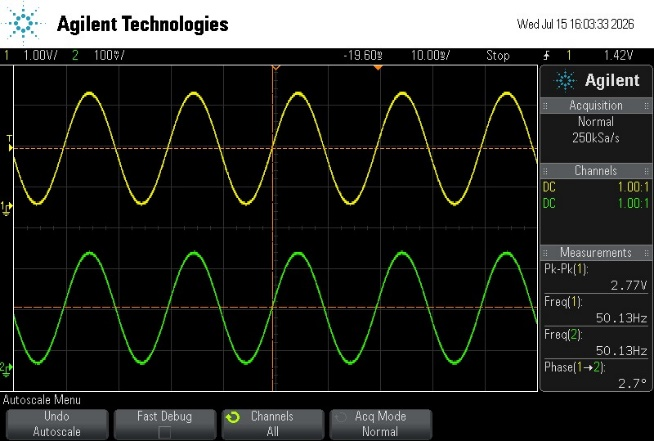 Agilent Technologies
Wed Jul 15 16:03:33 2026
1 1.00V/ 2 100mV/ -19.60ms 10.00ms/ Stop 1 1.42V
T
1
2
Agilent
Acquisition
Normal
250kSa/s
Channels
DC 1.00:1
DC 1.00:1
Measurements
Pk-Pk(1):
2.77V
Freq(1):
50.13Hz
Freq(2):
50.13Hz
Phase(1→2):
2.7°
Autoscale Menu
Undo Autoscale
Fast Debug
Channels All
Acq Mode Normal